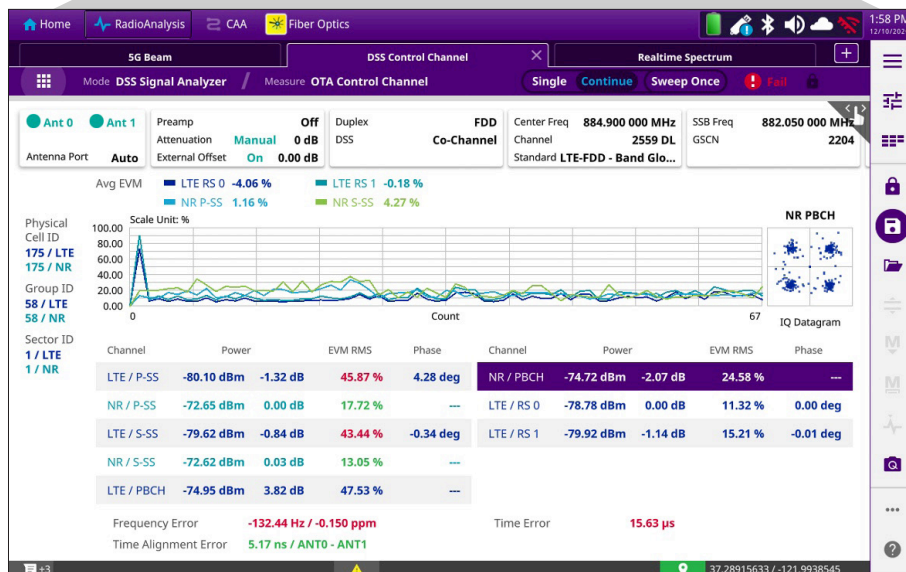 Home RadioAnalysis CAA Fiber Optics 1:58 PM
5G Beam DSS Control Channel Realtime Spectrum
Mode DSS Signal Analyzer / Measure OTA Control Channel Single Continue Sweep Once Fail
Ant 0 Ant 1
Antenna Port Auto
Preamp Off
Attenuation Manual 0 dB
External Offset On 0.00 dB
Duplex FDD
DSS Co-Channel
Center Freq 884.900 000 MHz
Channel 2559 DL
Standard LTE-FDD - Band Glo...
SSB Freq 882.050 000 MHz
GSCN 2204
Avg EVM LTE RS 0 -4.06 % LTE RS 1 -0.18 %
NR P-SS 1.16 % NR S-SS 4.27 %
Physical
Cell ID
175 / LTE
175 / NR
Group ID
58 / LTE
58 / NR
Sector ID
1 / LTE
1 / NR
Scale Unit: %
100.00
80.00
60.00
40.00
20.00
0.00
0 Count 67
NR PBCH
IQ Datagram
Channel Power EVM RMS Phase
LTE / P-SS -80.10 dBm -1.32 dB 45.87 % 4.28 deg
NR / P-SS -72.65 dBm 0.00 dB 17.72 % ---
LTE / S-SS -79.62 dBm -0.84 dB 43.44 % -0.34 deg
NR / S-SS -72.62 dBm 0.03 dB 13.05 % ---
LTE / PBCH -74.95 dBm 3.82 dB 47.53 % ---
Channel Power EVM RMS Phase
NR / PBCH -74.72 dBm -2.07 dB 24.58 % ---
LTE / RS 0 -78.78 dBm 0.00 dB 11.32 % 0.00 deg
LTE / RS 1 -79.92 dBm -1.14 dB 15.21 % -0.01 deg
Frequency Error -132.44 Hz / -0.150 ppm Time Error 15.63 µs
Time Alignment Error 5.17 ns / ANT0 - ANT1
+3 37.28915633 / -121.9938545
M
M